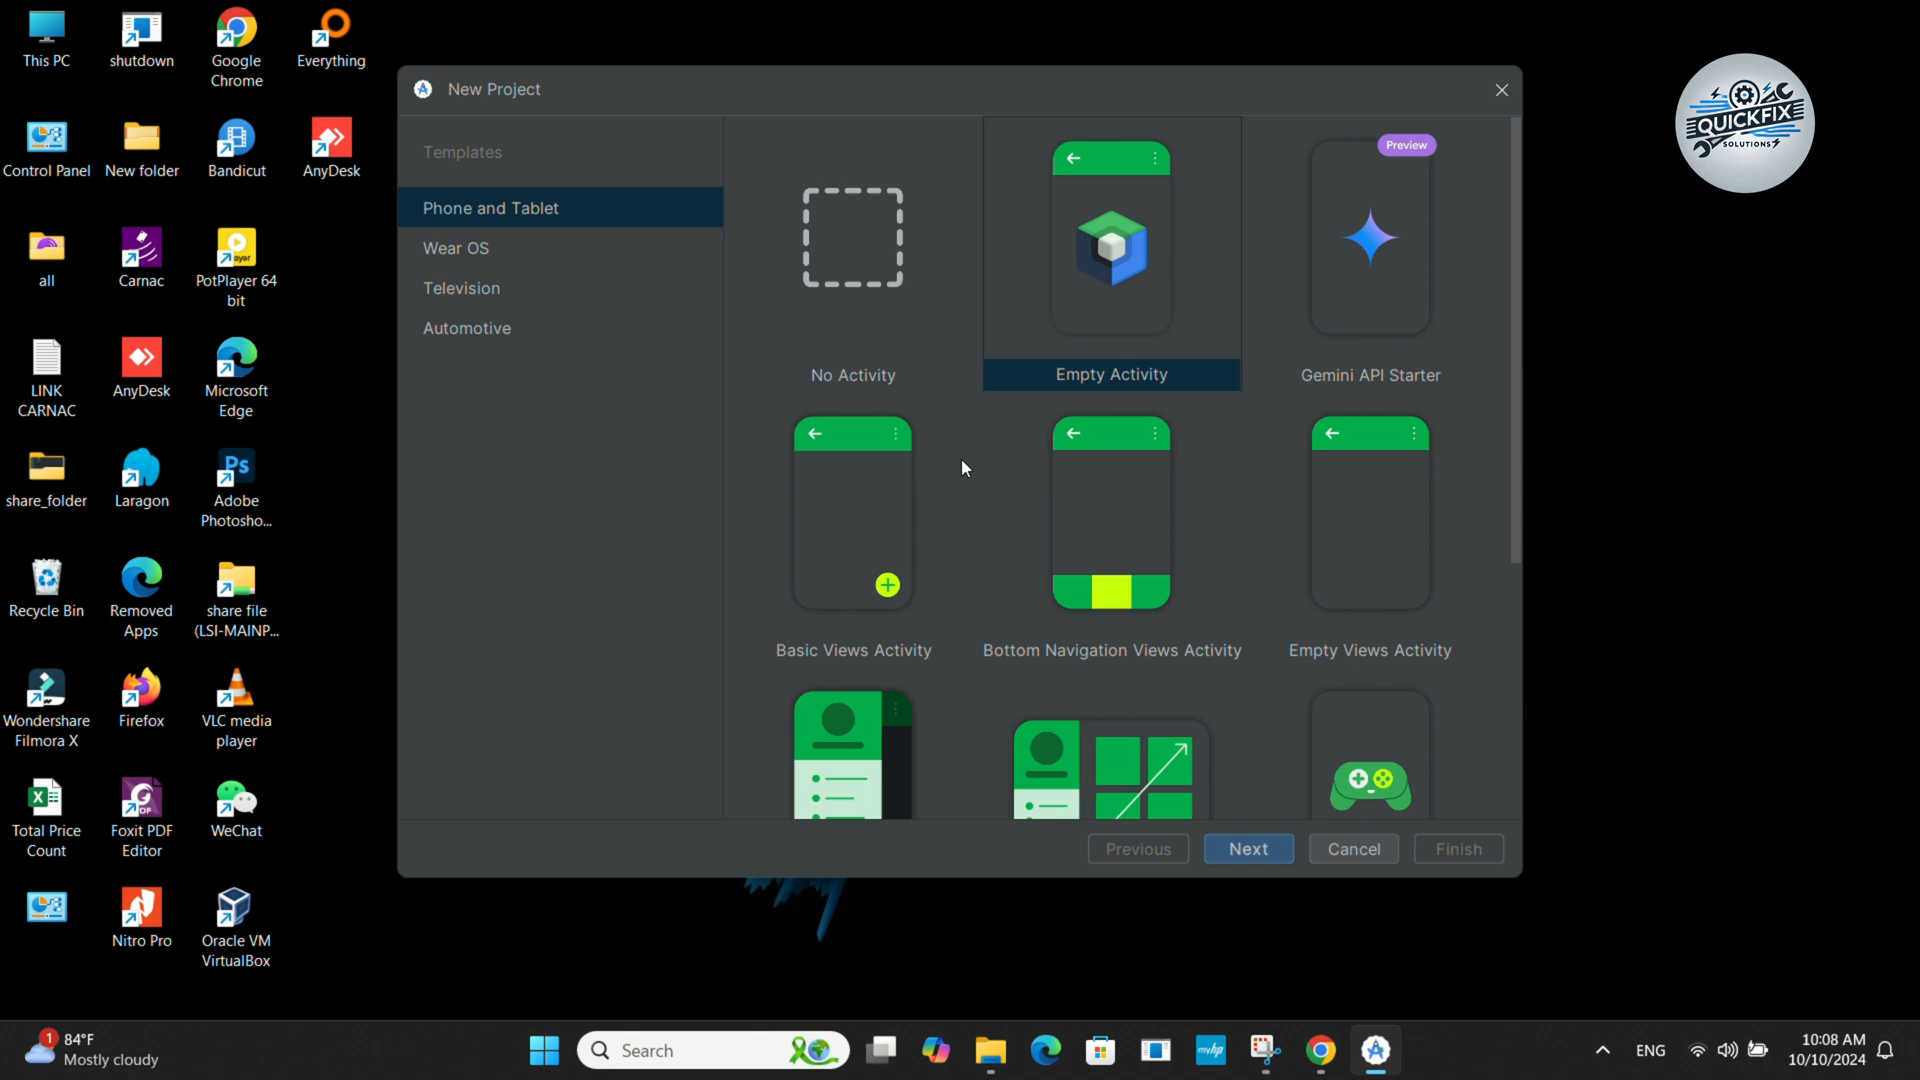 This PC
shutdown
Google
Chrome
Everything
Control Panel
New folder
Bandicut
AnyDesk
all
Carnac
PotPlayer 64
bit
LINK
CARNAC
AnyDesk
Microsoft
Edge
share_folder
Laragon
Adobe
Photosho...
Recycle Bin
Removed
Apps
share file
(LSI-MAINP...
Wondershare
Filmora X
Firefox
VLC media
player
Total Price
Count
Foxit PDF
Editor
WeChat
Nitro Pro
Oracle VM
VirtualBox
New Project
Templates
Phone and Tablet
Wear OS
Television
Automotive
Preview
No Activity
Empty Activity
Gemini API Starter
Basic Views Activity
Bottom Navigation Views Activity
Empty Views Activity
Previous
Next
Cancel
Finish
QUICKFIX
SOLUTIONS
1
84°F
Mostly cloudy
Search
myhp
ENG
10:08 AM
10/10/2024